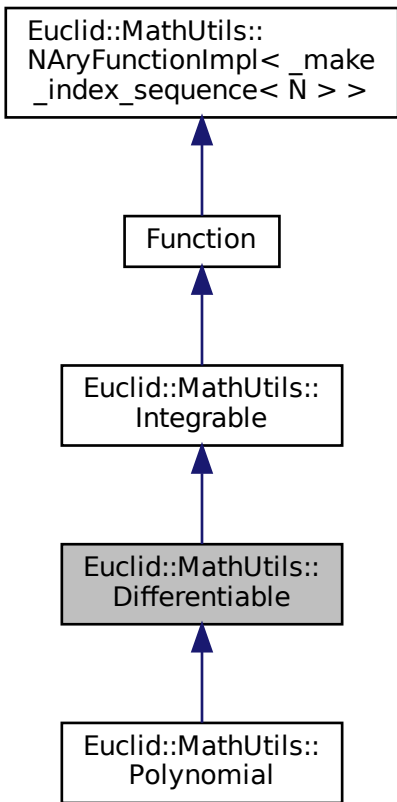 Euclid::MathUtils::
NAryFunctionImpl< _make
_index_sequence< N > >
Function
Euclid::MathUtils::
Integrable
Euclid::MathUtils::
Differentiable
Euclid::MathUtils::
Polynomial